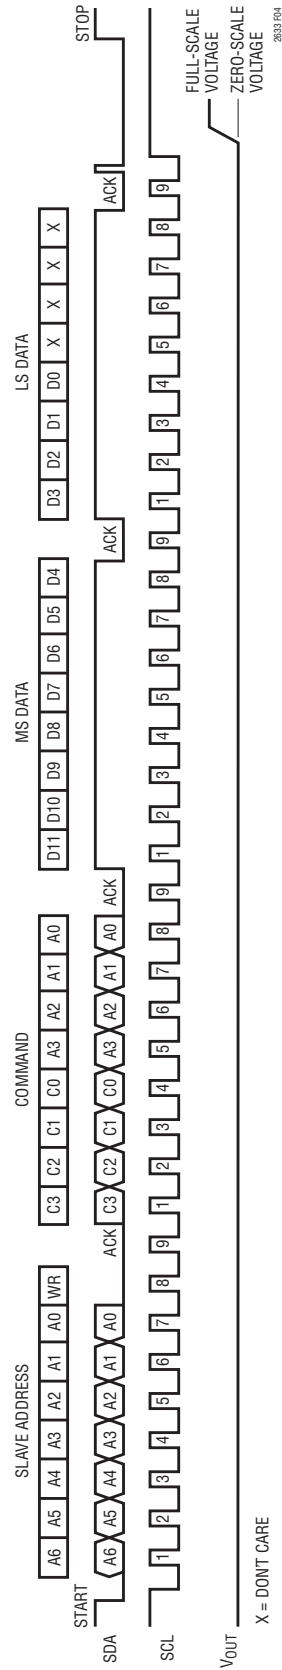 SLAVE ADDRESS COMMAND MS DATA LS DATA
A6 A5 A4 A3 A2 A1 A0 WR C3 C2 C1 C0 A3 A2 A1 A0 D11 D10 D9 D8 D7 D6 D5 D4 D3 D2 D1 D0 X X X X
START STOP
SDA A6 A5 A4 A3 A2 A1 A0 ACK C3 C2 C1 C0 A3 A2 A1 A0 ACK ACK ACK
SCL 1 2 3 4 5 6 7 8 9 1 2 3 4 5 6 7 8 9 1 2 3 4 5 6 7 8 9 1 2 3 4 5 6 7 8 9
FULL-SCALE
VOLTAGE
VOUT ZERO-SCALE
VOLTAGE
X = DON'T CARE
2633 F04